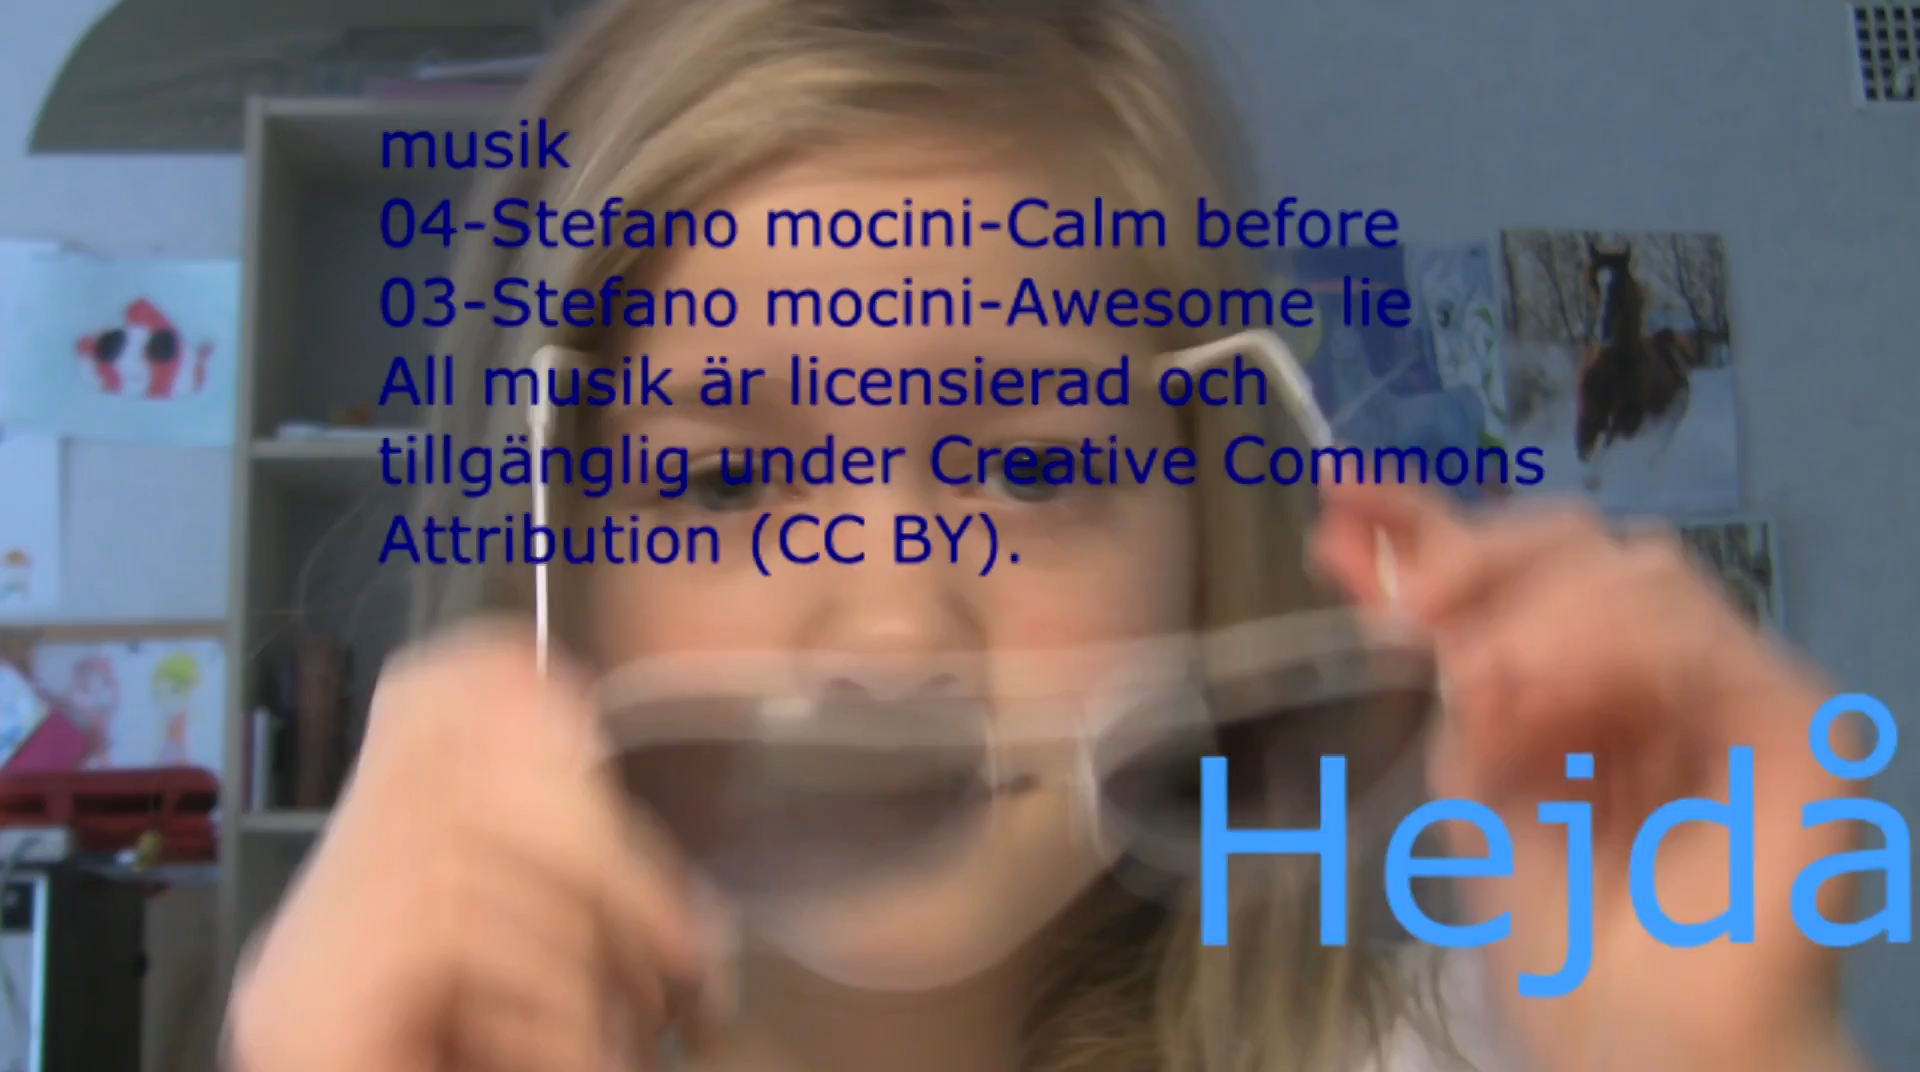 musik
04-Stefano mocini-Calm before
03-Stefano mocini-Awesome lie
All musik är licensierad och
tillgänglig under Creative Commons
Attribution (CC BY).
Hejdå